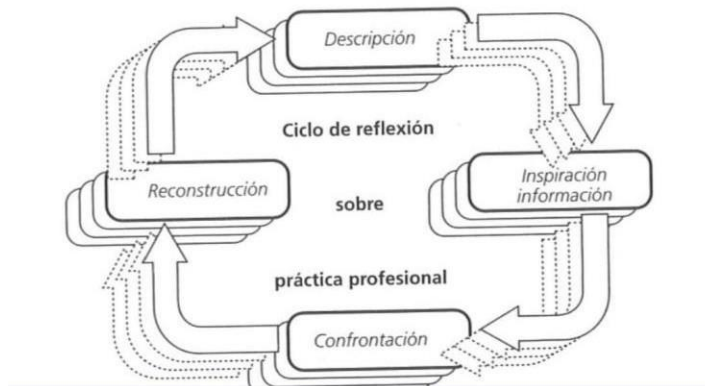 Descripción
Ciclo de reflexión
Reconstrucción
sobre
Inspiración
información
práctica profesional
Confrontación